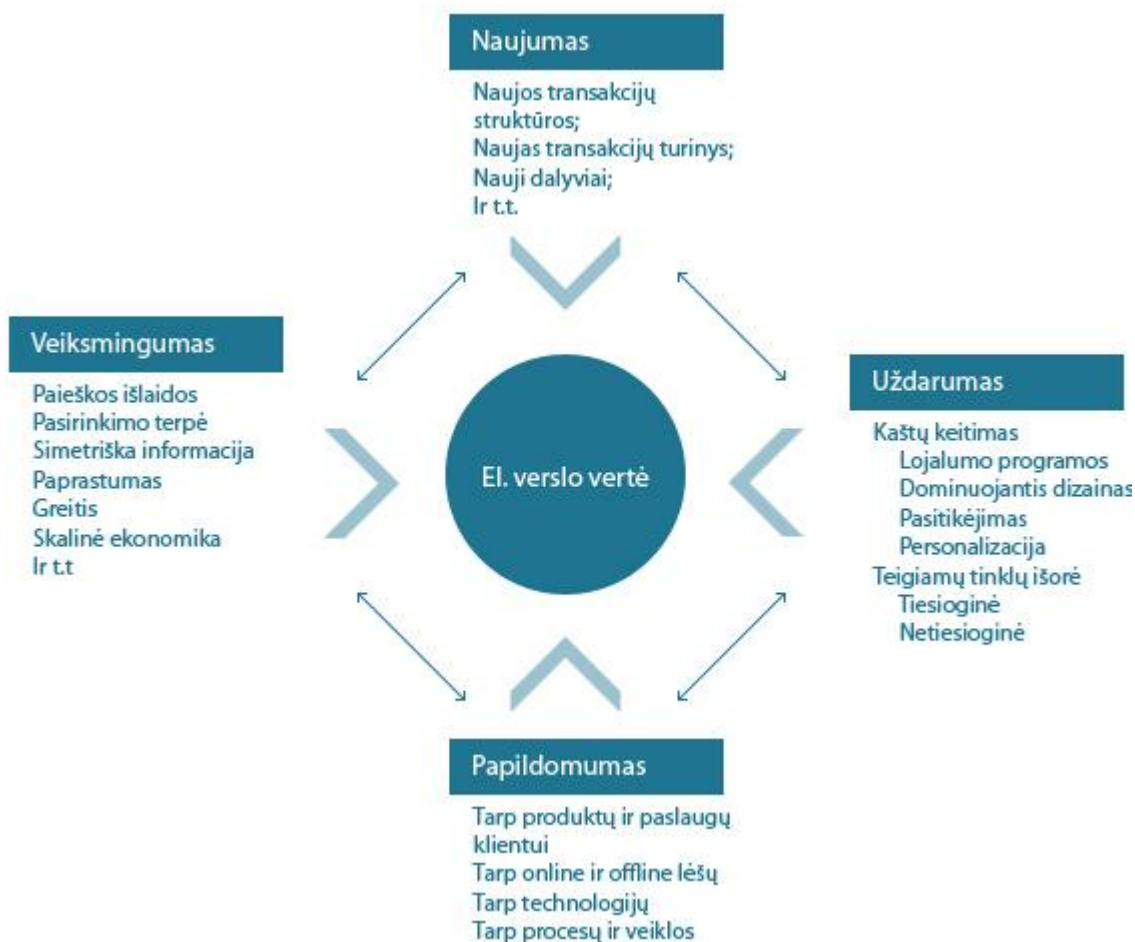 Naujumas
Naujos transakcijų
struktūros;
Naujas transakcijų turinys;
Nauji dalyviai;
Ir t.t.
Veiksmingumas
Paieškos išlaidos
Pasirinkimo terpė
Simetriška informacija
Paprastumas
Greitis
Skalinė ekonomika
Ir t.t
El. verslo vertė
Uždarumas
Kaštų keitimas
Lojalumo programos
Dominuojantis dizainas
Pasitikėjimas
Personalizacija
Teigiamų tinklų išorė
Tiesioginė
Netiesioginė
Papildomumas
Tarp produktų ir paslaugų
klientui
Tarp online ir offline lėšų
Tarp technologijų
Tarp procesų ir veiklos